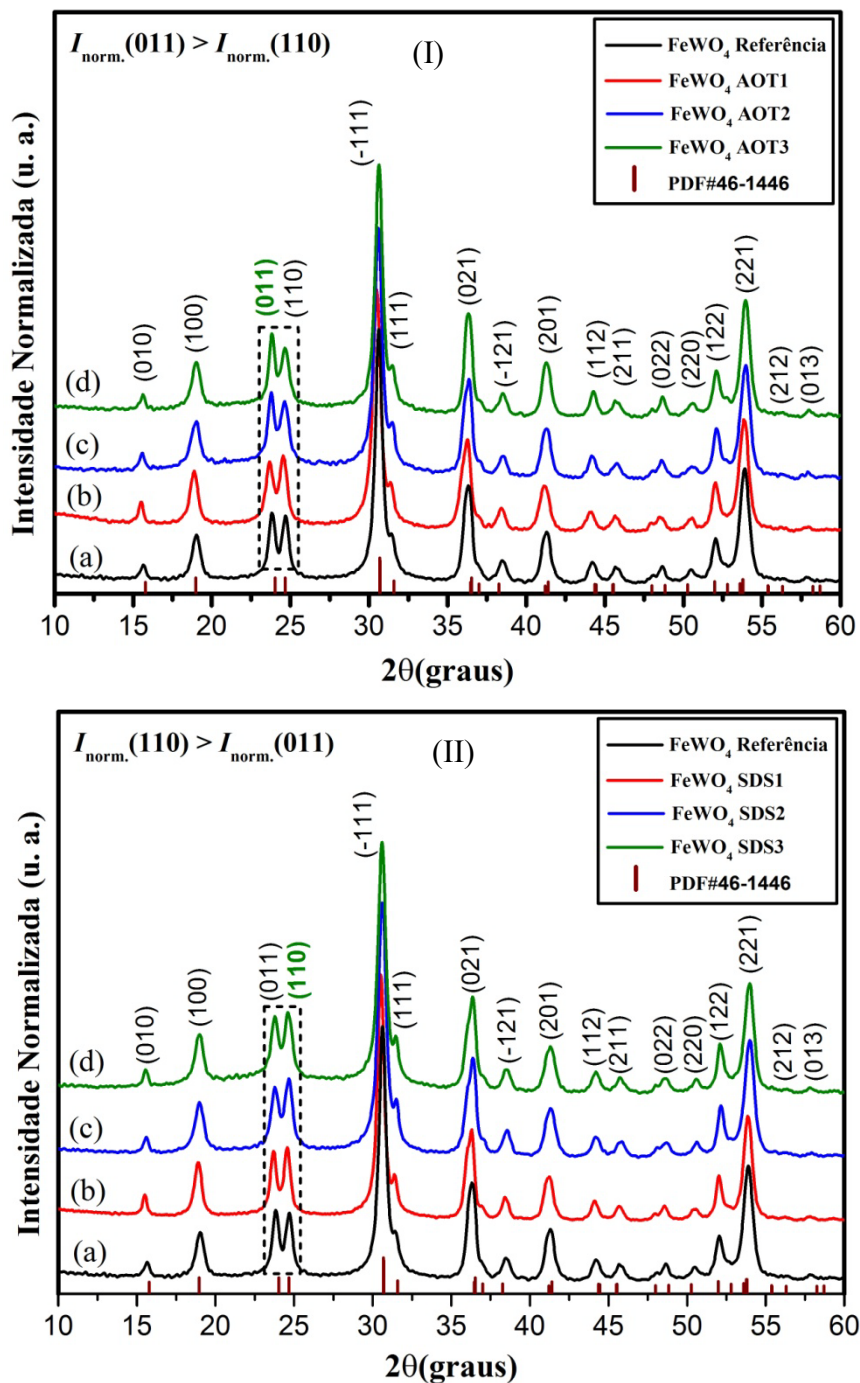 I norm.(011) > I norm.(110)
(I)
FeWO4 Referência
FeWO4 AOT1
FeWO4 AOT2
FeWO4 AOT3
PDF#46-1446
Intensidade Normalizada (u. a.)
(010)
(100)
(011)
(110)
(-111)
(111)
(021)
(-121)
(201)
(112)
(211)
(022)
(220)
(122)
(221)
(212)
(013)
(d)
(c)
(b)
(a)
10 15 20 25 30 35 40 45 50 55 60
2θ(graus)
I norm.(110) > I norm.(011)
(II)
FeWO4 Referência
FeWO4 SDS1
FeWO4 SDS2
FeWO4 SDS3
PDF#46-1446
Intensidade Normalizada (u. a.)
(010)
(100)
(011)
(110)
(-111)
(111)
(021)
(-121)
(201)
(112)
(211)
(022)
(220)
(122)
(221)
(212)
(013)
(d)
(c)
(b)
(a)
10 15 20 25 30 35 40 45 50 55 60
2θ(graus)